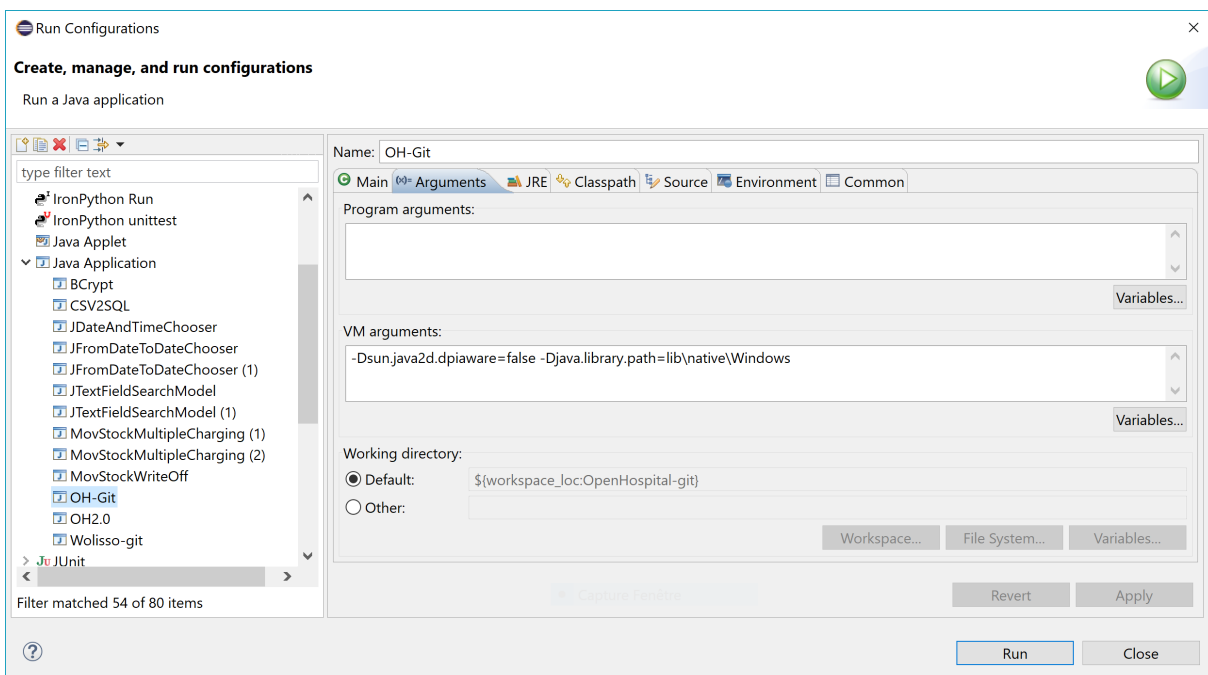 Run Configurations
Create, manage, and run configurations
Run a Java application
type filter text
IronPython Run
IronPython unittest
Java Applet
Java Application
BCrypt
CSV2SQL
JDateAndTimeChooser
JFromDateToDateChooser
JFromDateToDateChooser (1)
JTextFieldSearchModel
JTextFieldSearchModel (1)
MovStockMultipleCharging (1)
MovStockMultipleCharging (2)
MovStockWriteOff
OH-Git
OH2.0
Wolisso-git
JUnit
Filter matched 54 of 80 items
Name: OH-Git
Main Arguments JRE Classpath Source Environment Common
Program arguments:
Variables...
VM arguments:
-Dsun.java2d.dpiaware=false -Djava.library.path=lib\native\Windows
Variables...
Working directory:
Default: ${workspace_loc:OpenHospital-git}
Other:
Workspace... File System... Variables...
Capture Fenêtre
Revert Apply
Run Close